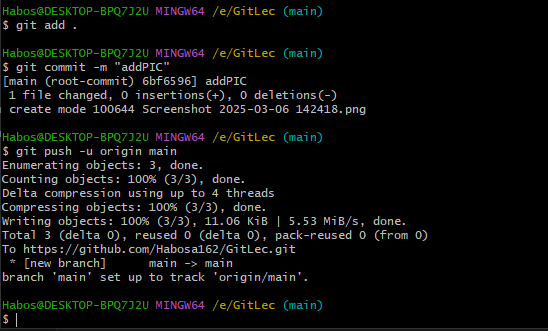 Habos@DESKTOP-BPQ7J2U MINGW64 /e/GitLec (main)
$ git add .
Habos@DESKTOP-BPQ7J2U MINGW64 /e/GitLec (main)
$ git commit -m "addPIC"
[main (root-commit) 6bf6596] addPIC
 1 file changed, 0 insertions(+), 0 deletions(-)
 create mode 100644 Screenshot 2025-03-06 142418.png
Habos@DESKTOP-BPQ7J2U MINGW64 /e/GitLec (main)
$ git push -u origin main
Enumerating objects: 3, done.
Counting objects: 100% (3/3), done.
Delta compression using up to 4 threads
Compressing objects: 100% (2/2), done.
Writing objects: 100% (3/3), 11.06 KiB | 5.53 MiB/s, done.
Total 3 (delta 0), reused 0 (delta 0), pack-reused 0 (from 0)
To https://github.com/Habosa162/GitLec.git
 * [new branch]      main -> main
branch 'main' set up to track 'origin/main'.
Habos@DESKTOP-BPQ7J2U MINGW64 /e/GitLec (main)
$